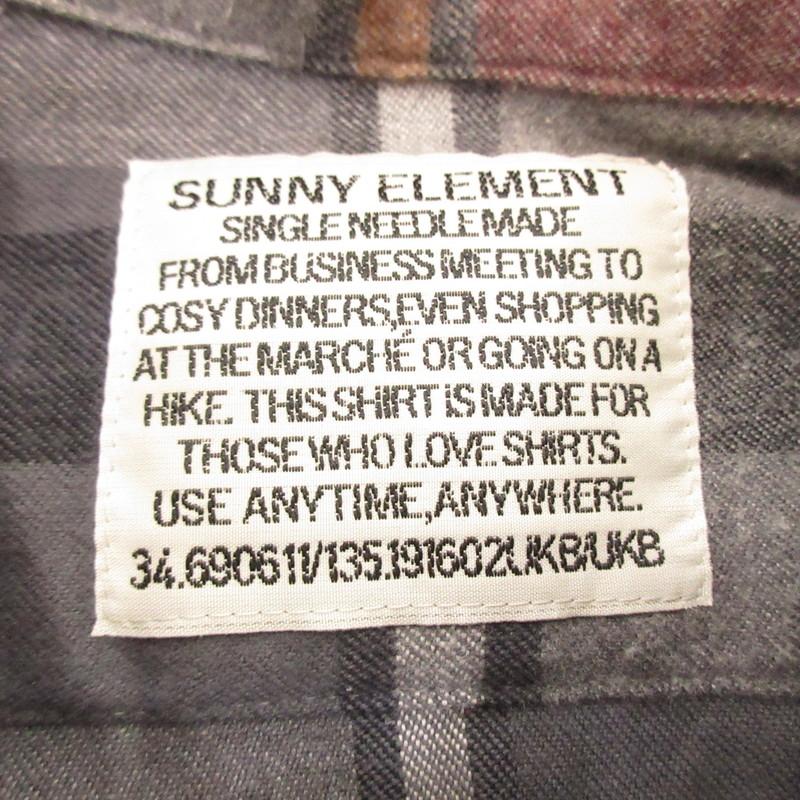 SUNNY ELEMENT
SINGLE NEEDLE MADE
FROM BUSINESS MEETING TO
COSY DINNERS,EVEN SHOPPING
AT THE MARCHÉ OR GOING ON A
HIKE. THIS SHIRT iS MADE FOR
THOSE WHO LOVE SHIRTS.
USE ANYTIME,ANYWHERE.
34.690611/135.191602UKB/UKB